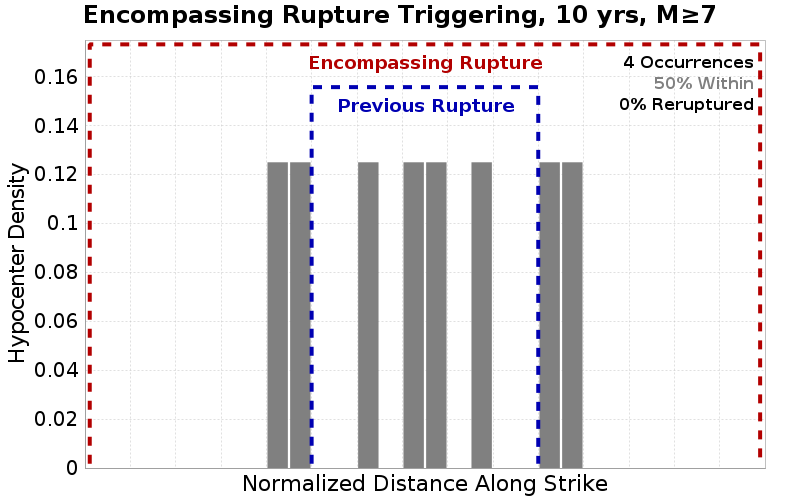 Encompassing Rupture Triggering, 10 yrs, M≥7
Encompassing Rupture
4 Occurrences
50% Within
Previous Rupture
0% Reruptured
0.16
0.14
0.12
0.1
0.08
0.06
0.04
0.02
0
Hypocenter Density
Normalized Distance Along Strike